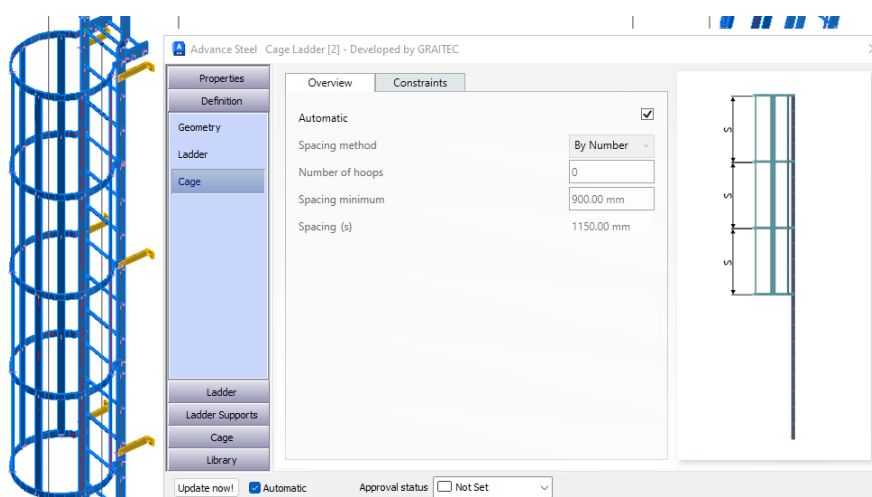 Advance Steel Cage Ladder [2] - Developed by GRAITEC
Properties
Definition
Geometry
Ladder
Cage
Ladder
Ladder Supports
Cage
Library
Overview
Constraints
Automatic
Spacing method
By Number
Number of hoops
0
Spacing minimum
900.00 mm
Spacing (s)
1150.00 mm
S
S
S
Update now!
Automatic
Approval status
Not Set